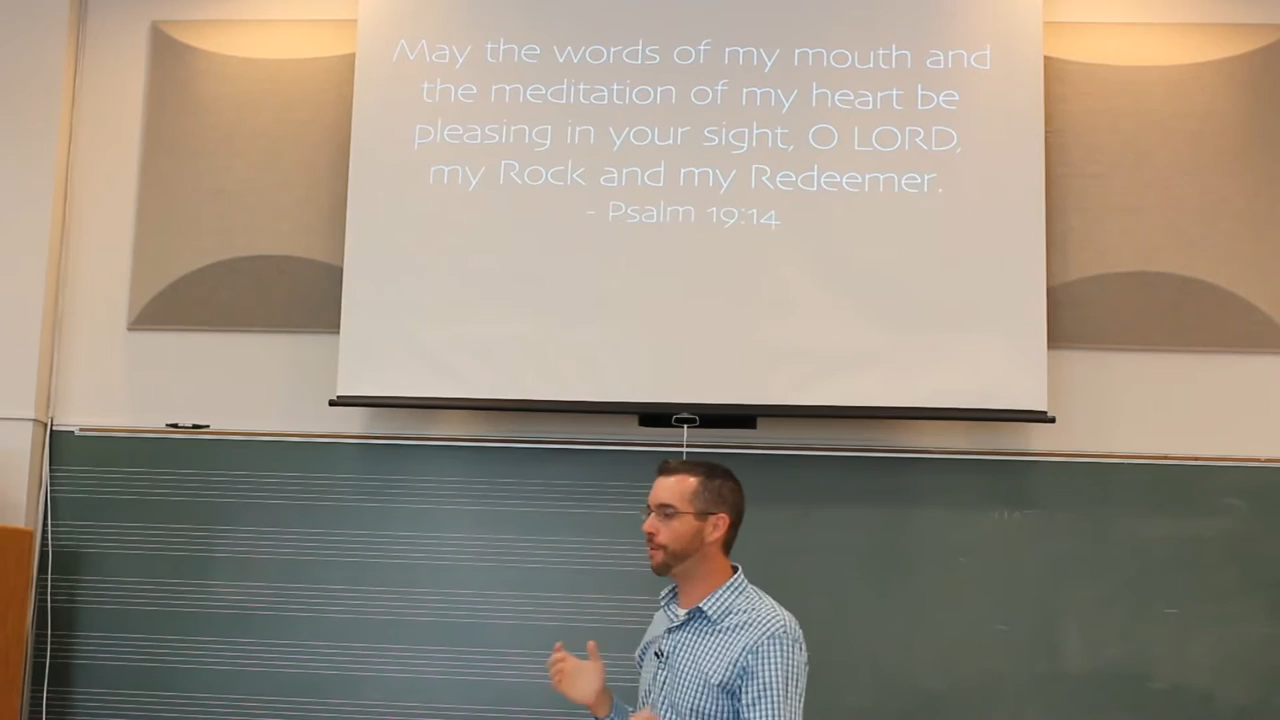 May the words of my mouth and
the meditation of my heart be
pleasing in your sight, O LORD,
my Rock and my Redeemer.
- Psalm 19:14